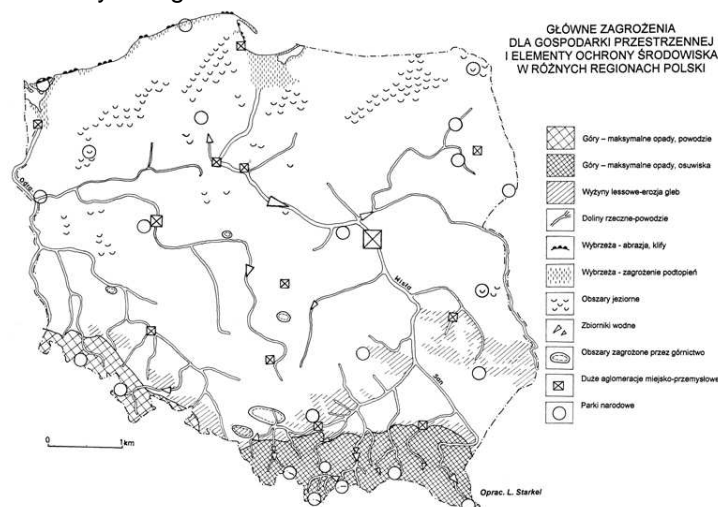 GŁÓWNE ZAGROŻENIA
DLA GOSPODARKI PRZESTRZENNEJ
I ELEMENTY OCHRONY ŚRODOWISKA
W RÓŻNYCH REGIONACH POLSKI
Góry – maksymalne opady, powodzie
Góry – maksymalne opady, osuwiska
Wyżyny lessowe-erozja gleb
Doliny rzeczne-powodzie
Wybrzeża - abrazja, klify
Wybrzeża - zagrożenie podtopień
Obszary jeziorne
Zbiorniki wodne
Obszary zagrożone przez górnictwo
Duże aglomeracje miejsko-przemysłowe
Parki narodowe
Odra
Wisła
San
0 1km
Oprac. L. Starkel